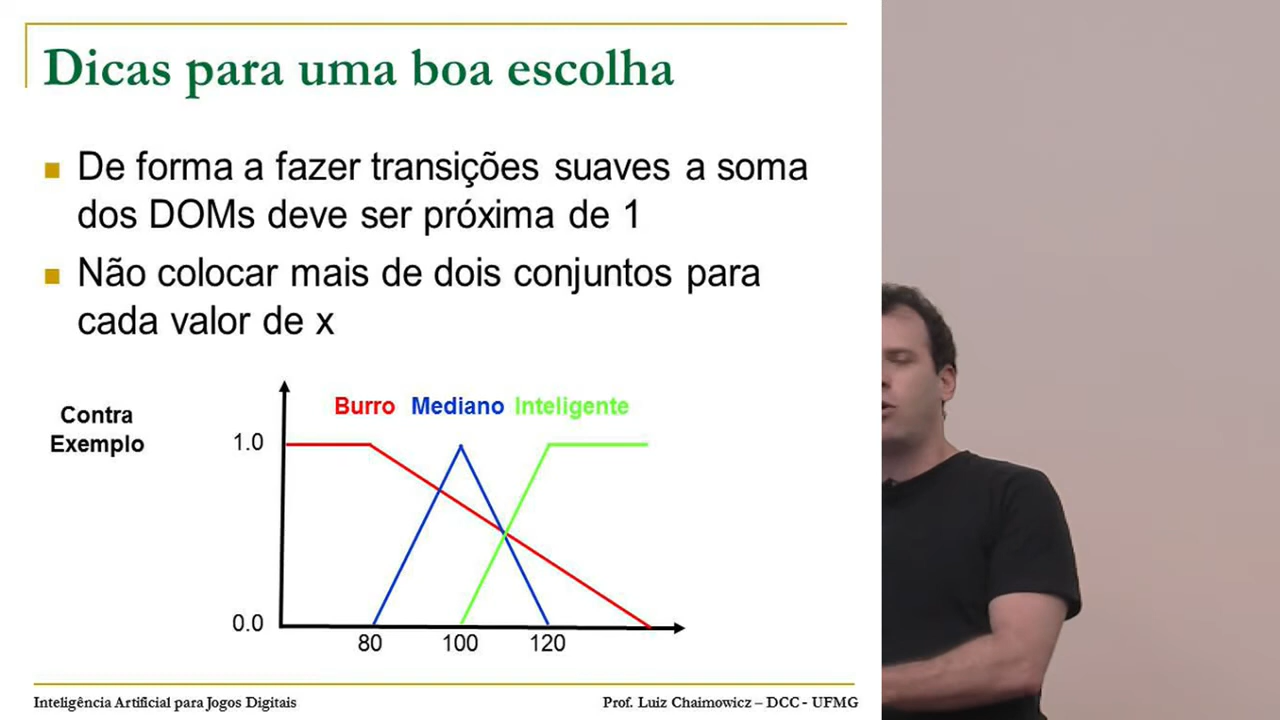 Dicas para uma boa escolha
De forma a fazer transições suaves a soma
dos DOMs deve ser próxima de 1
Não colocar mais de dois conjuntos para
cada valor de x
Contra
Exemplo
Burro Mediano Inteligente
1.0
0.0
80 100 120
Inteligência Artificial para Jogos Digitais
Prof. Luiz Chaimowicz – DCC - UFMG